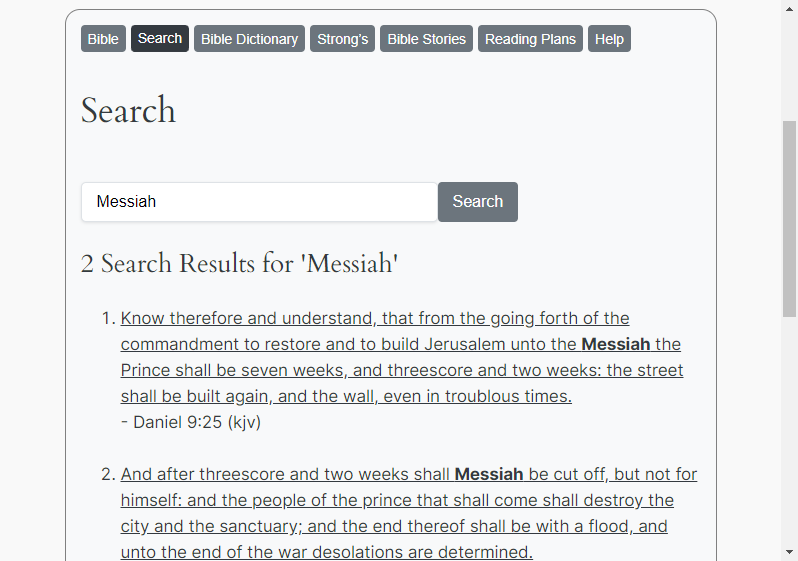 Bible Search Bible Dictionary Strong's Bible Stories Reading Plans Help
Search
Messiah Search
2 Search Results for 'Messiah'
1. Know therefore and understand, that from the going forth of the
commandment to restore and to build Jerusalem unto the Messiah the
Prince shall be seven weeks, and threescore and two weeks: the street
shall be built again, and the wall, even in troublous times.
- Daniel 9:25 (kjv)
2. And after threescore and two weeks shall Messiah be cut off, but not for
himself: and the people of the prince that shall come shall destroy the
city and the sanctuary; and the end thereof shall be with a flood, and
unto the end of the war desolations are determined.